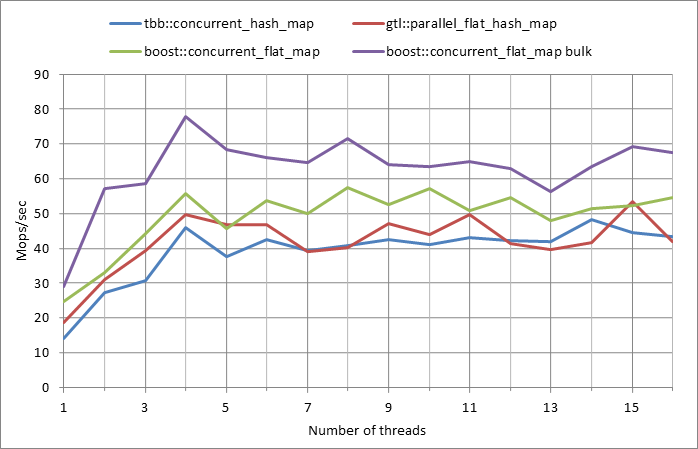 tbb::concurrent_hash_map gtl::parallel_flat_hash_map
boost::concurrent_flat_map boost::concurrent_flat_map bulk
90
80
70
60
50
40
30
20
10
0
Mops/sec
1 3 5 7 9 11 13 15
Number of threads